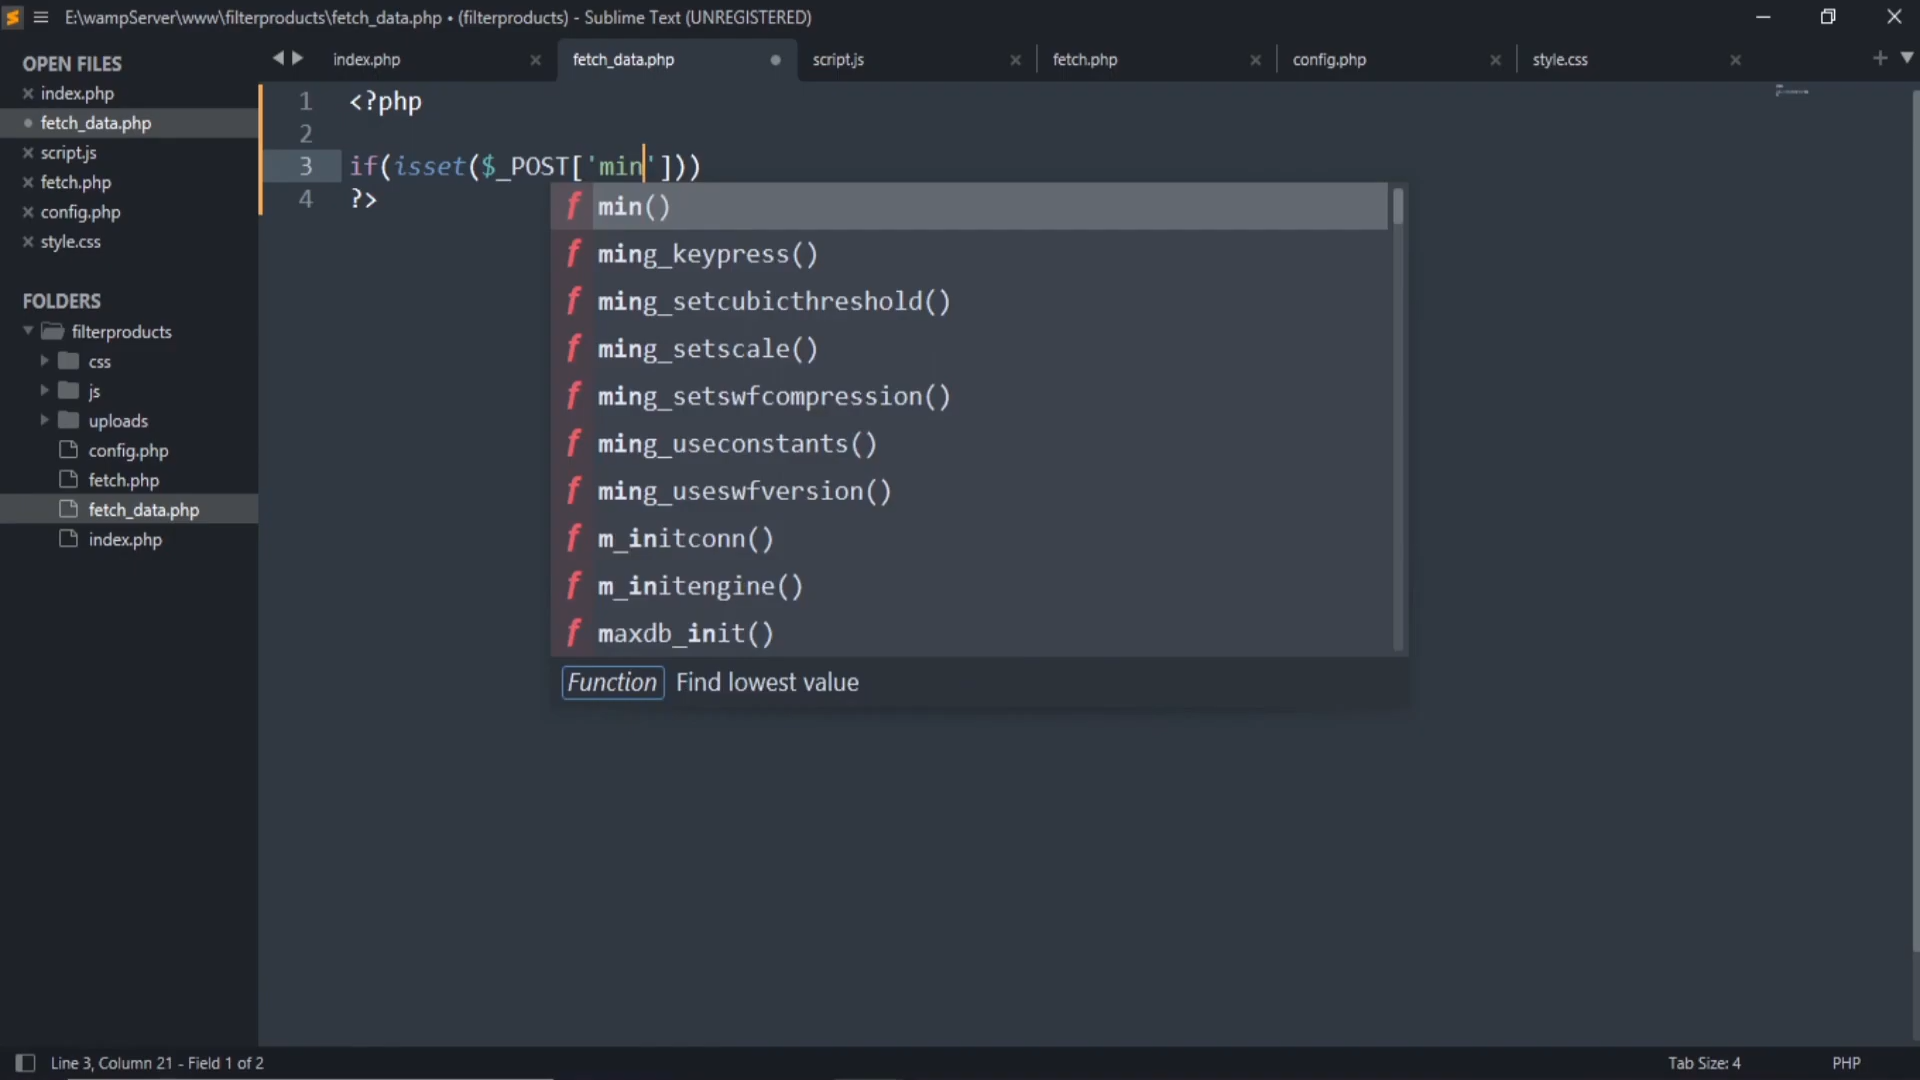 E:\wampServer\www\filterproducts\fetch_data.php • (filterproducts) - Sublime Text (UNREGISTERED)
OPEN FILES
index.php
fetch_data.php
script.js
fetch.php
config.php
style.css
FOLDERS
filterproducts
css
js
uploads
config.php
fetch.php
fetch_data.php
index.php
index.php
fetch_data.php
script.js
fetch.php
config.php
style.css
1 <?php
2
3 if(isset($_POST['min']))
4 ?>
f min()
f ming_keypress()
f ming_setcubicthreshold()
f ming_setscale()
f ming_setswfcompression()
f ming_useconstants()
f ming_useswfversion()
f m_initconn()
f m_initengine()
f maxdb_init()
Function Find lowest value
Line 3, Column 21 - Field 1 of 2
Tab Size: 4
PHP